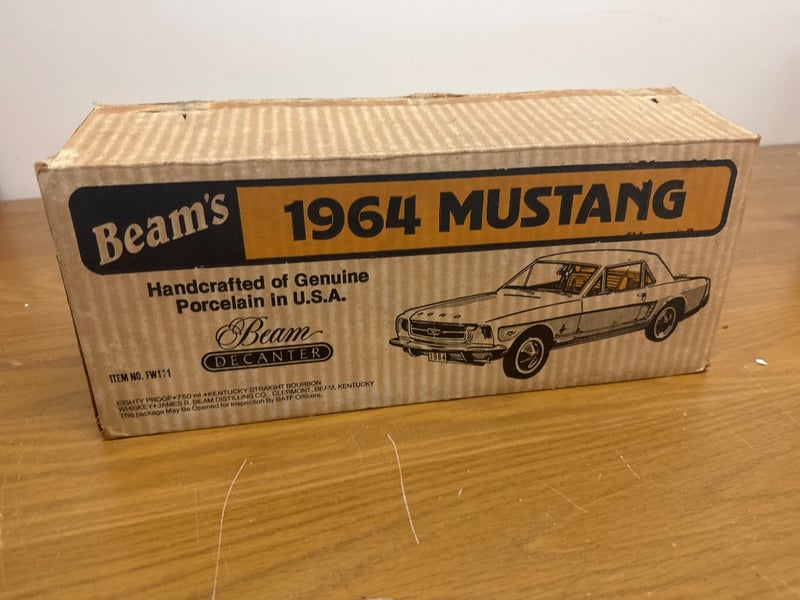 Beam's
1964 MUSTANG
Handcrafted of Genuine
Porcelain in U.S.A.
Beam
DECANTER
ITEM NO. FW111
EIGHTY PROOF • 750 ml • KENTUCKY STRAIGHT BOURBON
WHISKEY • JAMES B. BEAM DISTILLING CO., CLERMONT, BEAM, KENTUCKY
This package May Be Opened for Inspection By BATF Officers.
FORD
1964